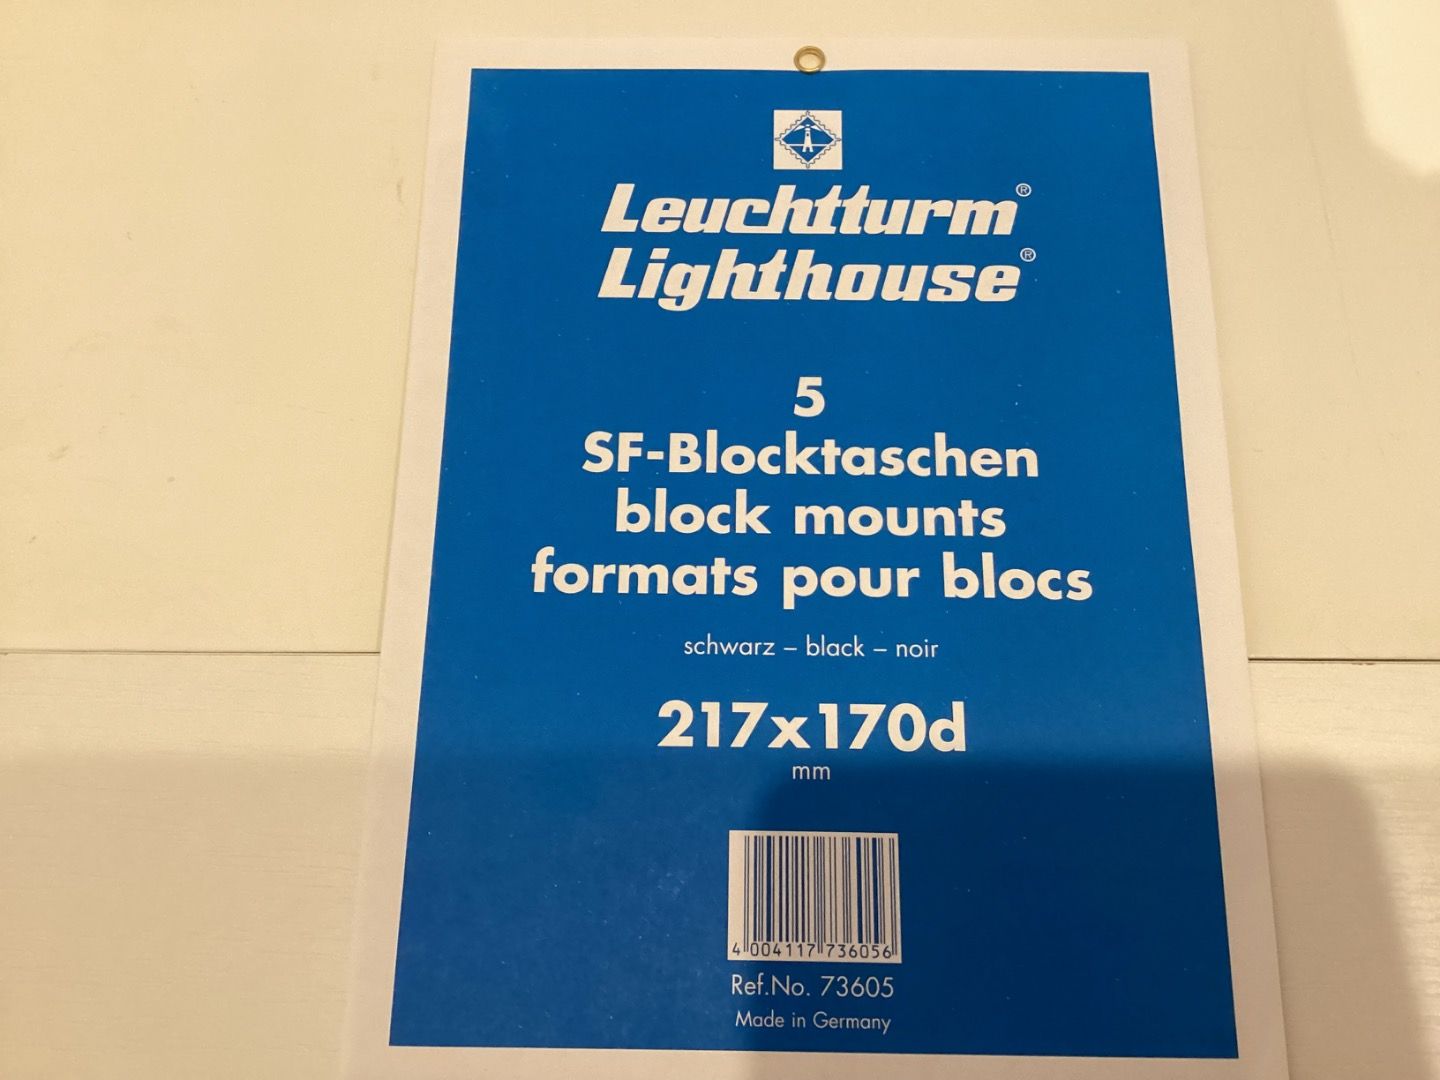 Leuchtturm®
Lighthouse®
5
SF-Blocktaschen
block mounts
formats pour blocs
schwarz – black – noir
217x170d
mm
4 004117 736056
Ref.No. 73605
Made in Germany